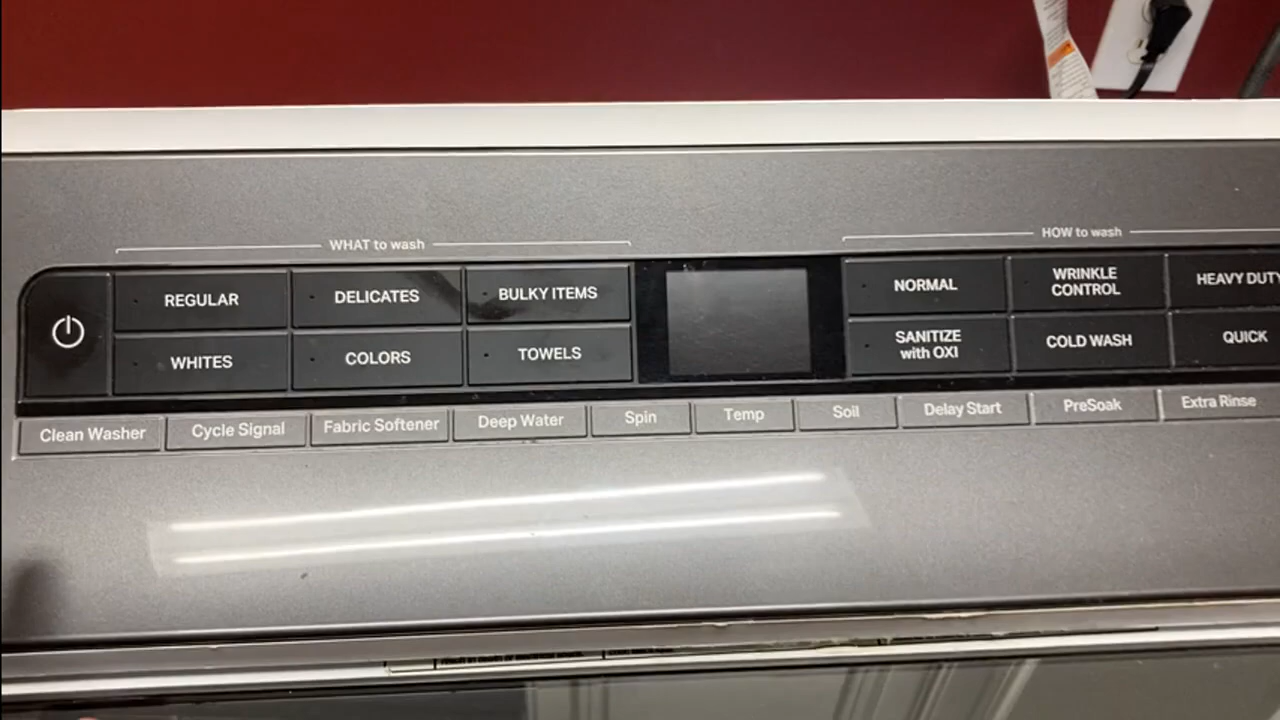 WHAT to wash
HOW to wash
REGULAR
DELICATES
BULKY ITEMS
WHITES
COLORS
TOWELS
NORMAL
WRINKLE
CONTROL
HEAVY DUTY
SANITIZE
with OXI
COLD WASH
QUICK
Clean Washer
Cycle Signal
Fabric Softener
Deep Water
Spin
Temp
Soil
Delay Start
PreSoak
Extra Rinse